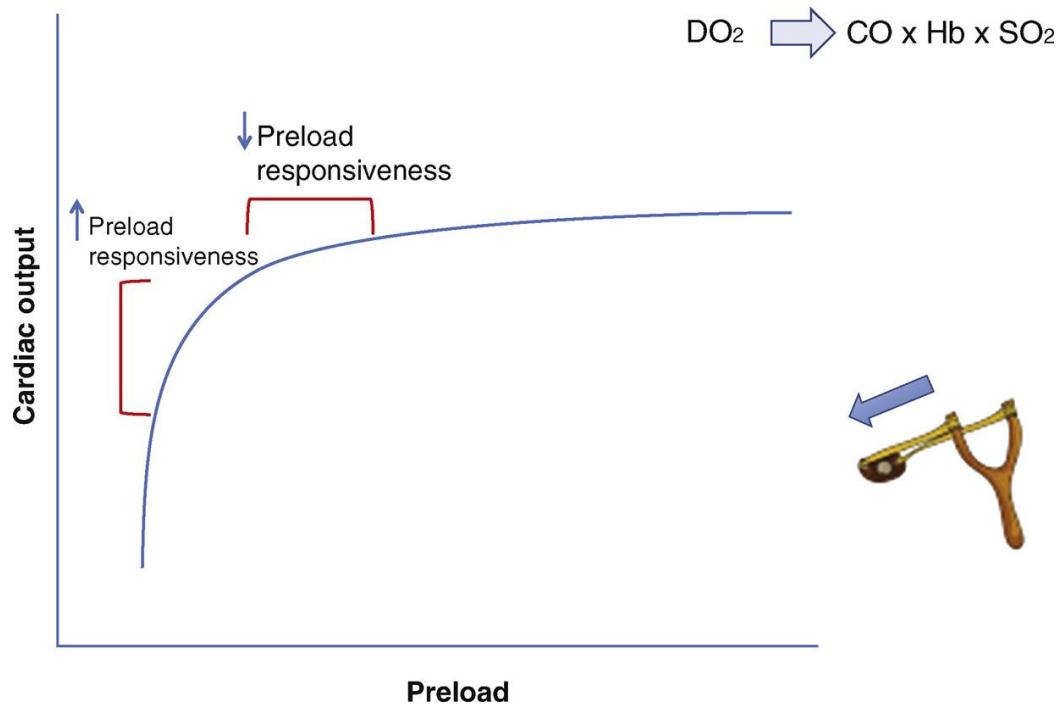 DO₂ CO x Hb x SO₂
↓ Preload
responsiveness
↑ Preload
responsiveness
Cardiac output
Preload